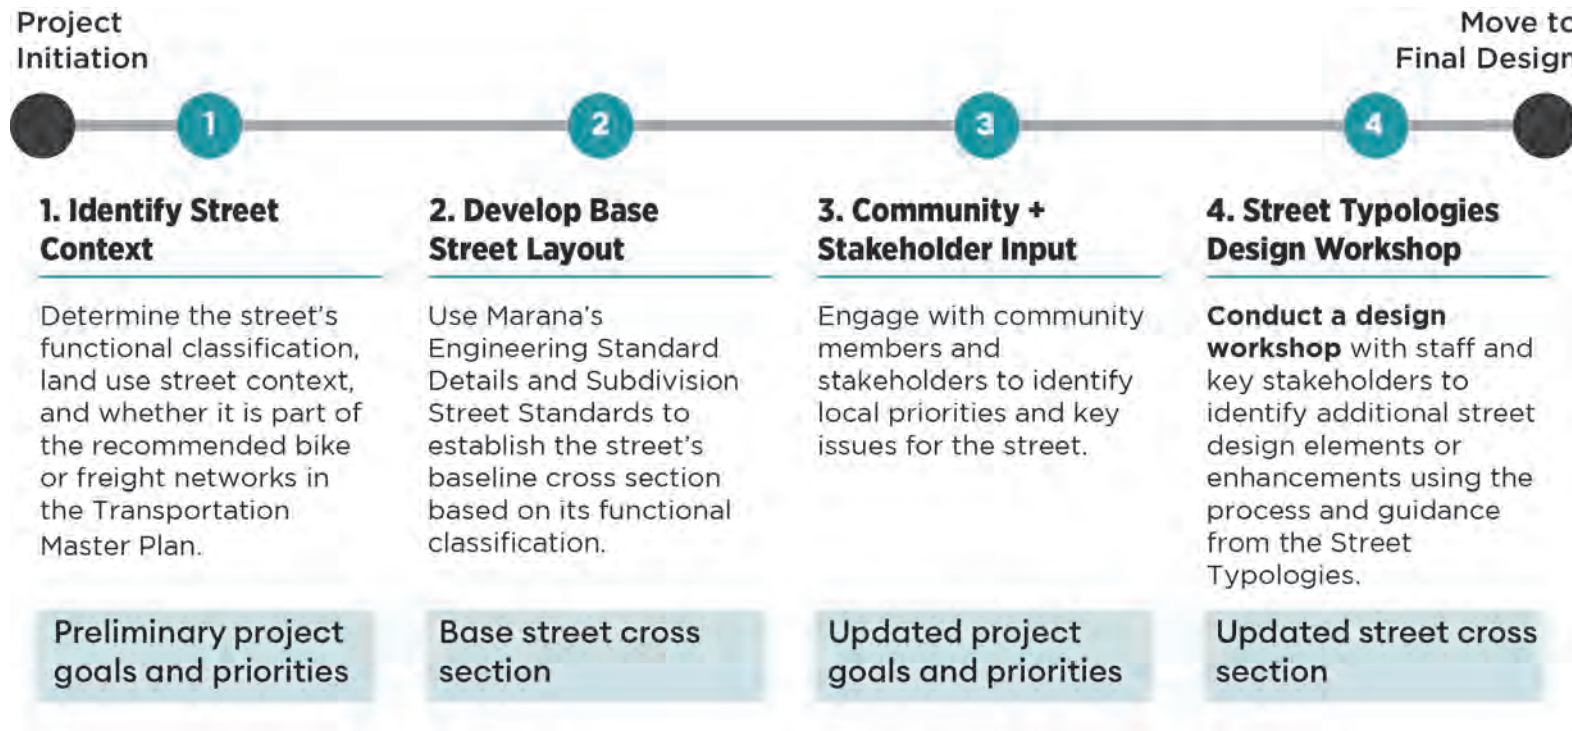 Project
Initiation
Move to
Final Design
1
2
3
4
1. Identify Street
Context
Determine the street's
functional classification,
land use street context,
and whether it is part of
the recommended bike
or freight networks in
the Transportation
Master Plan.
Preliminary project
goals and priorities
2. Develop Base
Street Layout
Use Marana's
Engineering Standard
Details and Subdivision
Street Standards to
establish the street's
baseline cross section
based on its functional
classification.
Base street cross
section
3. Community +
Stakeholder Input
Engage with community
members and
stakeholders to identify
local priorities and key
issues for the street.
Updated project
goals and priorities
4. Street Typologies
Design Workshop
Conduct a design
workshop with staff and
key stakeholders to
identify additional street
design elements or
enhancements using the
process and guidance
from the Street
Typologies.
Updated street cross
section